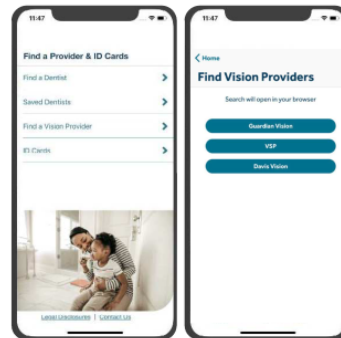 11:47
Find a Provider & ID Cards
Find a Dentist
Saved Dentists
Find a Vision Provider
ID Cards
Legal Disclosures | Contact Us
11:47
Home
Find Vision Providers
Search will open in your browser
Guardian Vision
VSP
Davis Vision